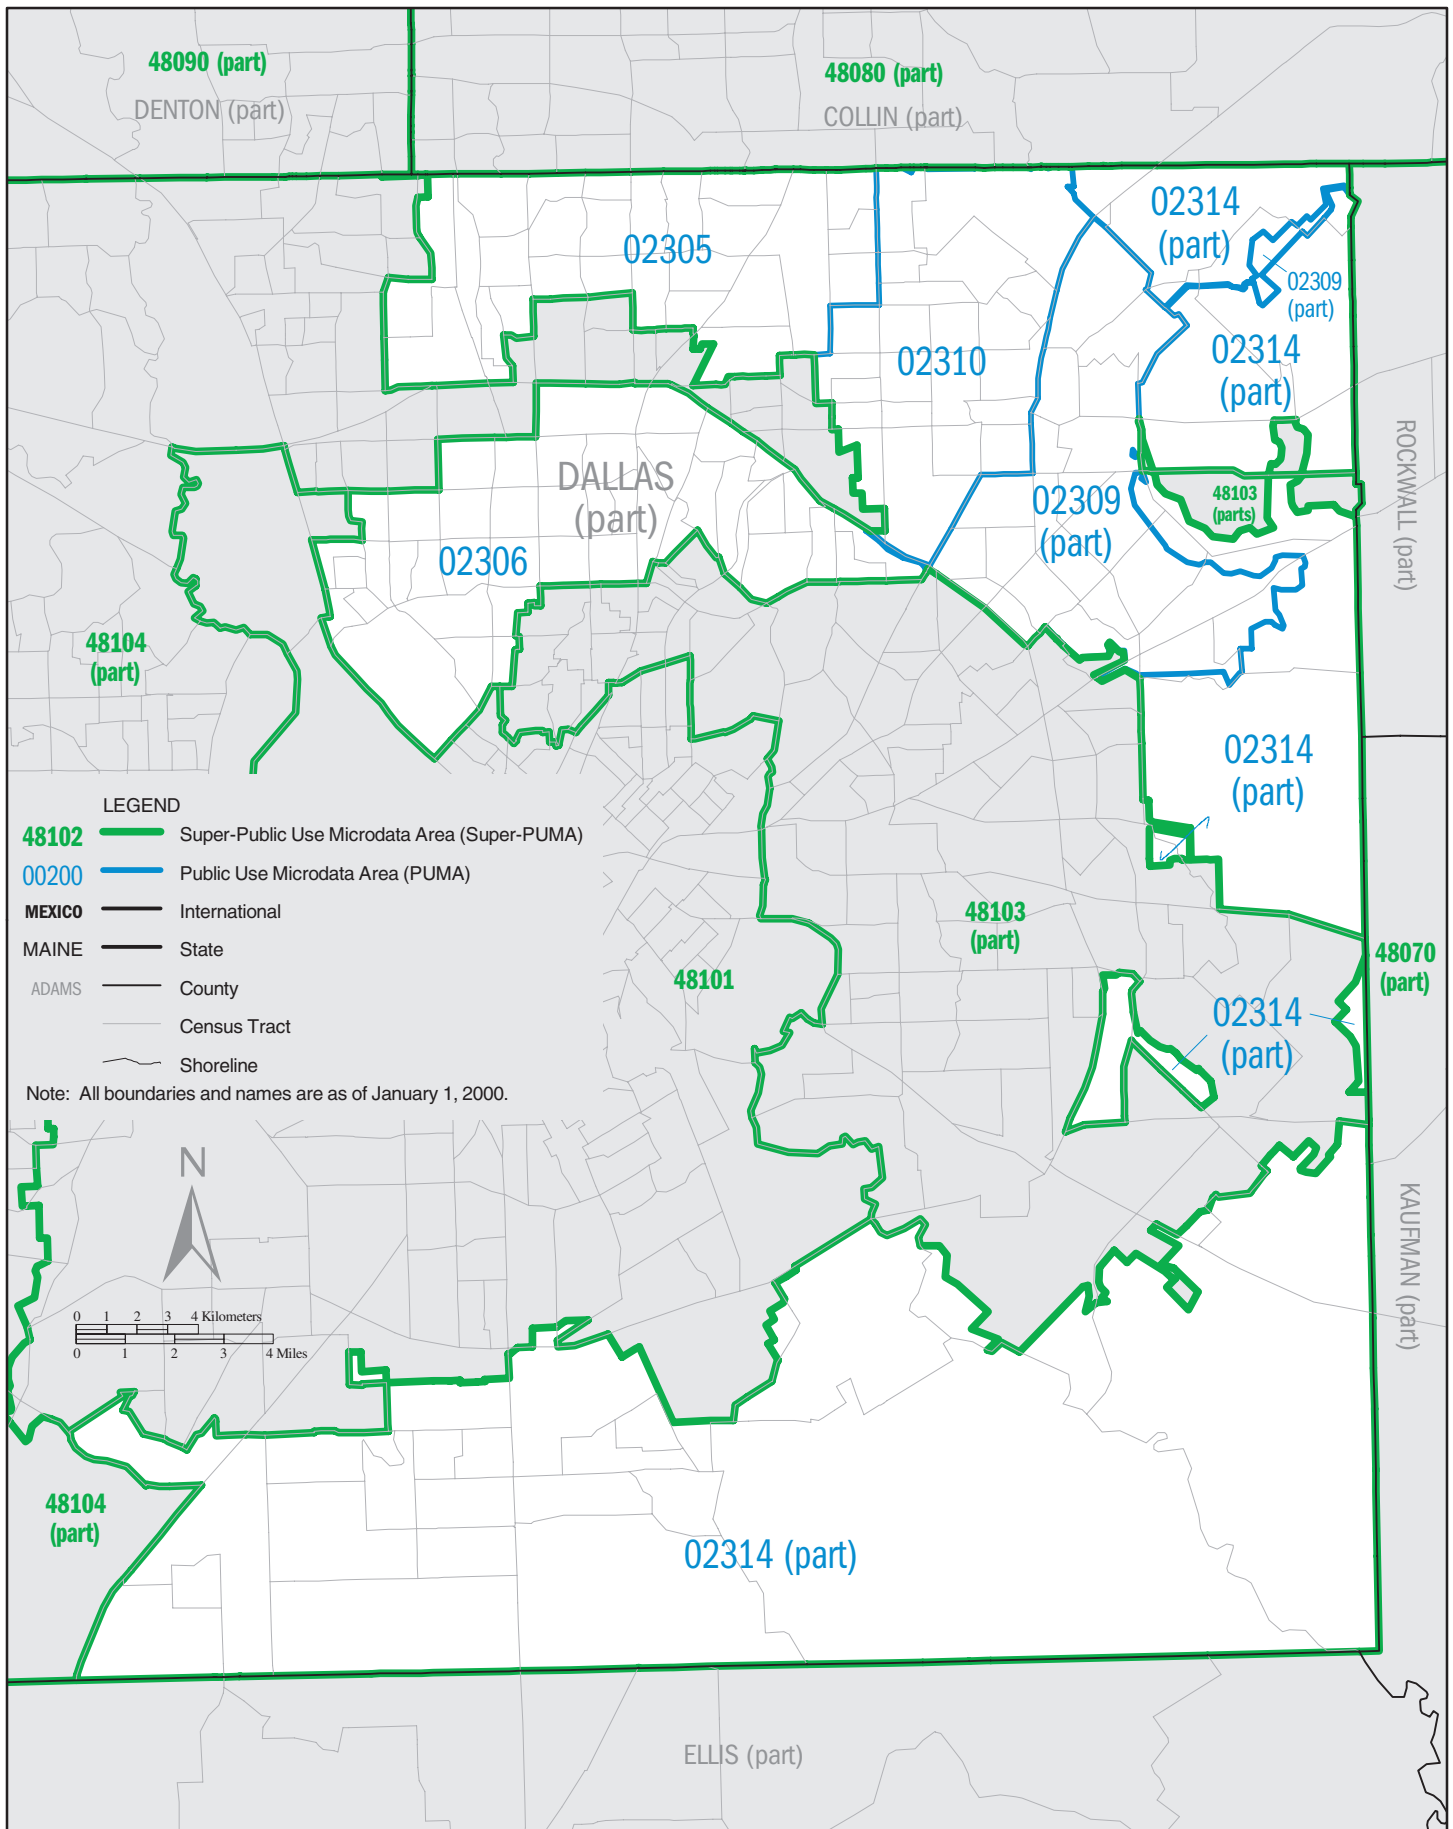 48090 (part)
DENTON (part)
48080 (part)
COLLIN (part)
02305
02314
(part)
02309
(part)
02310
02314
(part)
ROCKWALL (part)
DALLAS
(part)
02306
02309
(part)
48103
(parts)
48104
(part)
02314
(part)
LEGEND
48102 Super-Public Use Microdata Area (Super-PUMA)
00200 Public Use Microdata Area (PUMA)
MEXICO International
MAINE State
ADAMS County
Census Tract
Shoreline
Note: All boundaries and names are as of January 1, 2000.
48103
(part)
48101
48070
(part)
02314
(part)
N
0 1 2 3 4 Kilometers
0 1 2 3 4 Miles
KAUFMAN (part)
48104
(part)
02314 (part)
ELLIS (part)